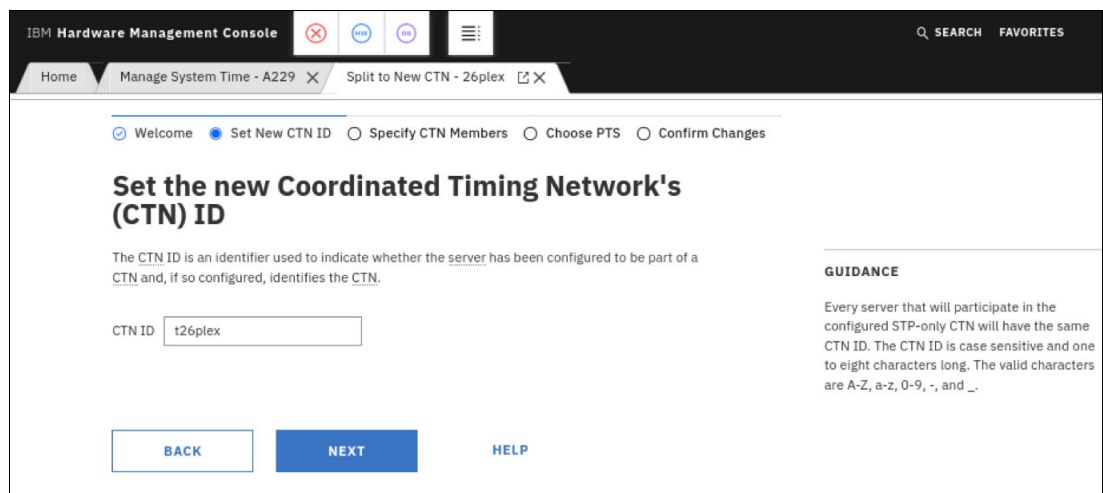 IBM Hardware Management Console
HW
OS
SEARCH FAVORITES
Home Manage System Time - A229 Split to New CTN - 26plex
Welcome Set New CTN ID Specify CTN Members Choose PTS Confirm Changes
Set the new Coordinated Timing Network's
(CTN) ID
The CTN ID is an identifier used to indicate whether the server has been configured to be part of a
CTN and, if so configured, identifies the CTN.
CTN ID t26plex
BACK NEXT HELP
GUIDANCE
Every server that will participate in the
configured STP-only CTN will have the same
CTN ID. The CTN ID is case sensitive and one
to eight characters long. The valid characters
are A-Z, a-z, 0-9, -, and _.